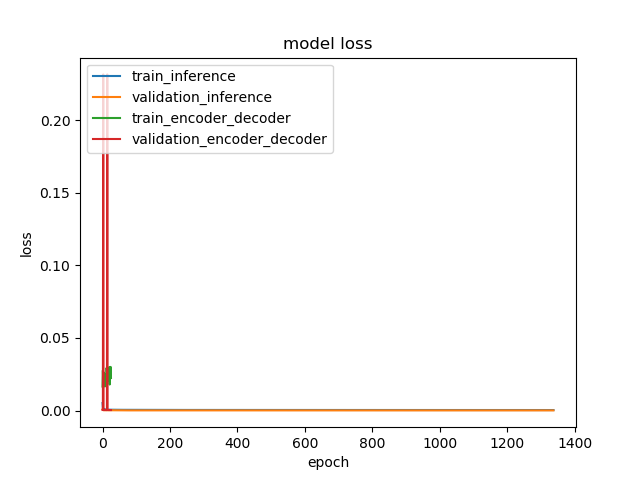 model loss
train_inference
validation_inference
train_encoder_decoder
validation_encoder_decoder
0.20
0.15
0.10
0.05
0.00
loss
0 200 400 600 800 1000 1200 1400
epoch